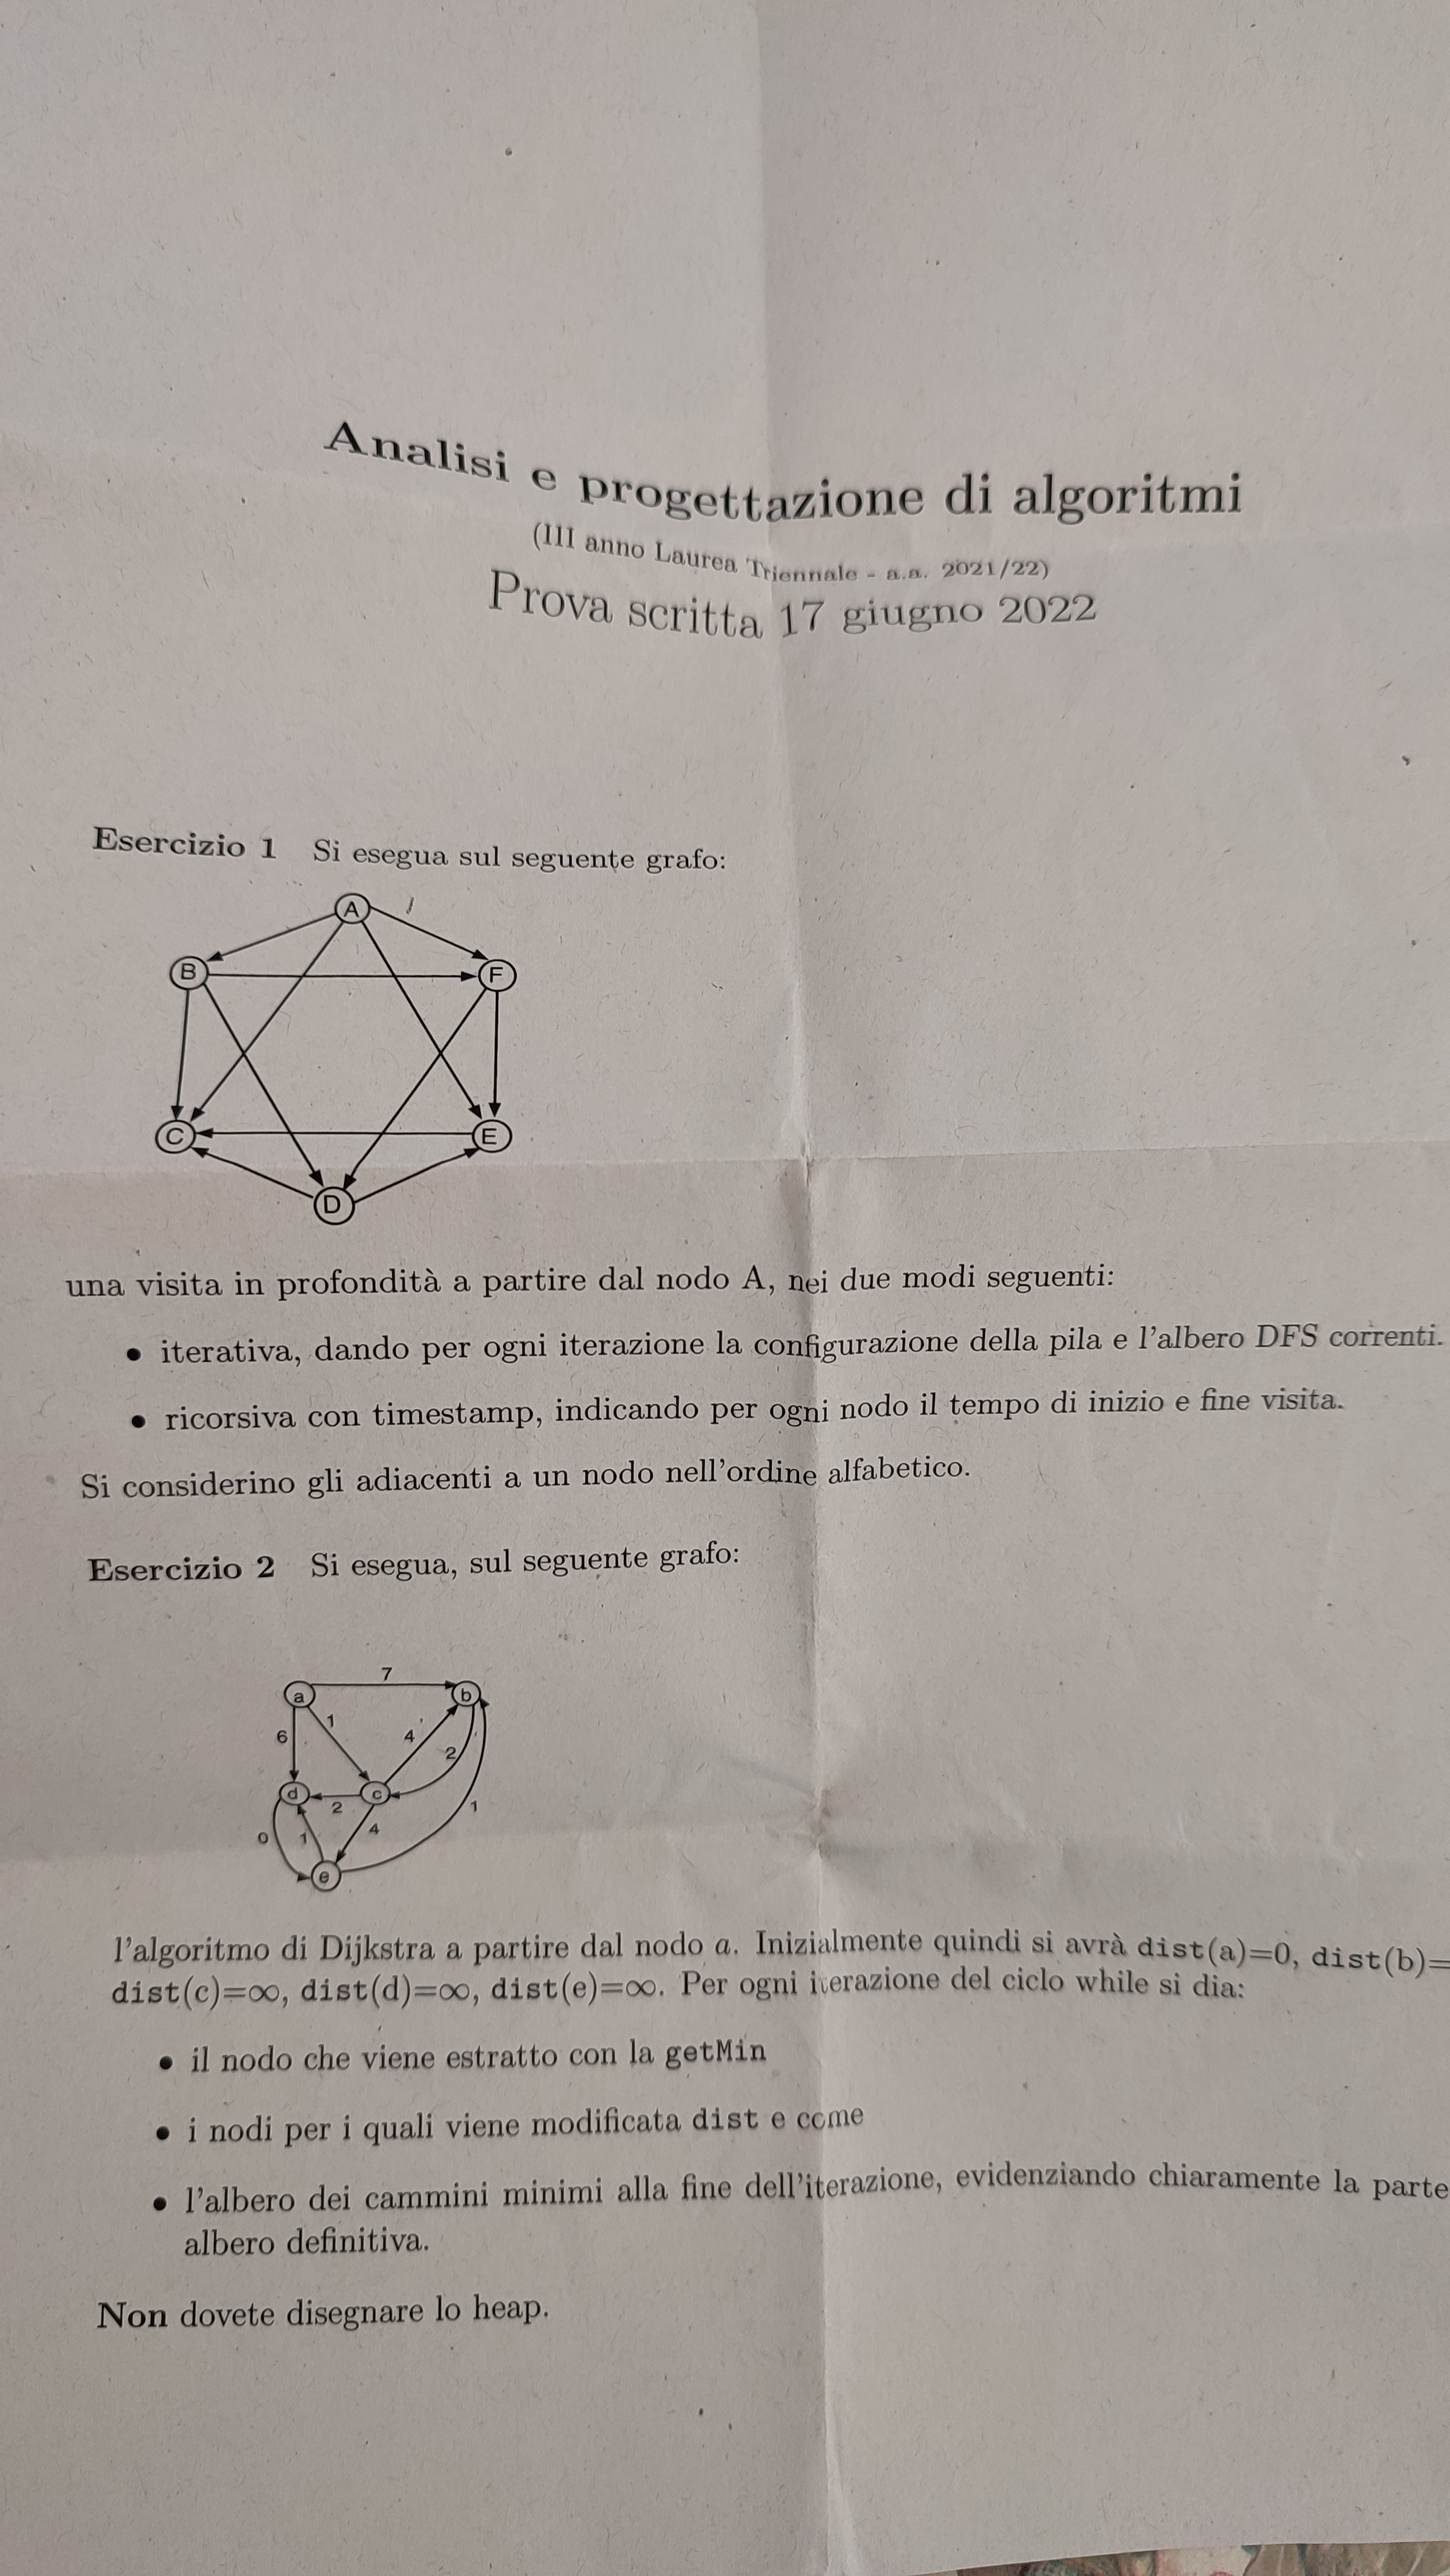 Analisi e progettazione di algoritmi
(III anno Laurea Triennale - a.a. 2021/22)
Prova scritta 17 giugno 2022
Esercizio 1 Si esegua sul seguente grafo:
A
B
F
C
E
D
una visita in profondità a partire dal nodo A, nei due modi seguenti:
• iterativa, dando per ogni iterazione la configurazione della pila e l'albero DFS correnti.
• ricorsiva con timestamp, indicando per ogni nodo il tempo di inizio e fine visita.
Si considerino gli adiacenti a un nodo nell'ordine alfabetico.
Esercizio 2 Si esegua, sul seguente grafo:
7
a
b
1
6
4
2
d
c
2
1
0
1
4
e
l'algoritmo di Dijkstra a partire dal nodo a. Inizialmente quindi si avrà dist(a)=0, dist(b)=
dist(c)=∞, dist(d)=∞, dist(e)=∞. Per ogni iterazione del ciclo while si dia:
• il nodo che viene estratto con la getMin
• i nodi per i quali viene modificata dist e come
• l'albero dei cammini minimi alla fine dell'iterazione, evidenziando chiaramente la parte
albero definitiva.
Non dovete disegnare lo heap.